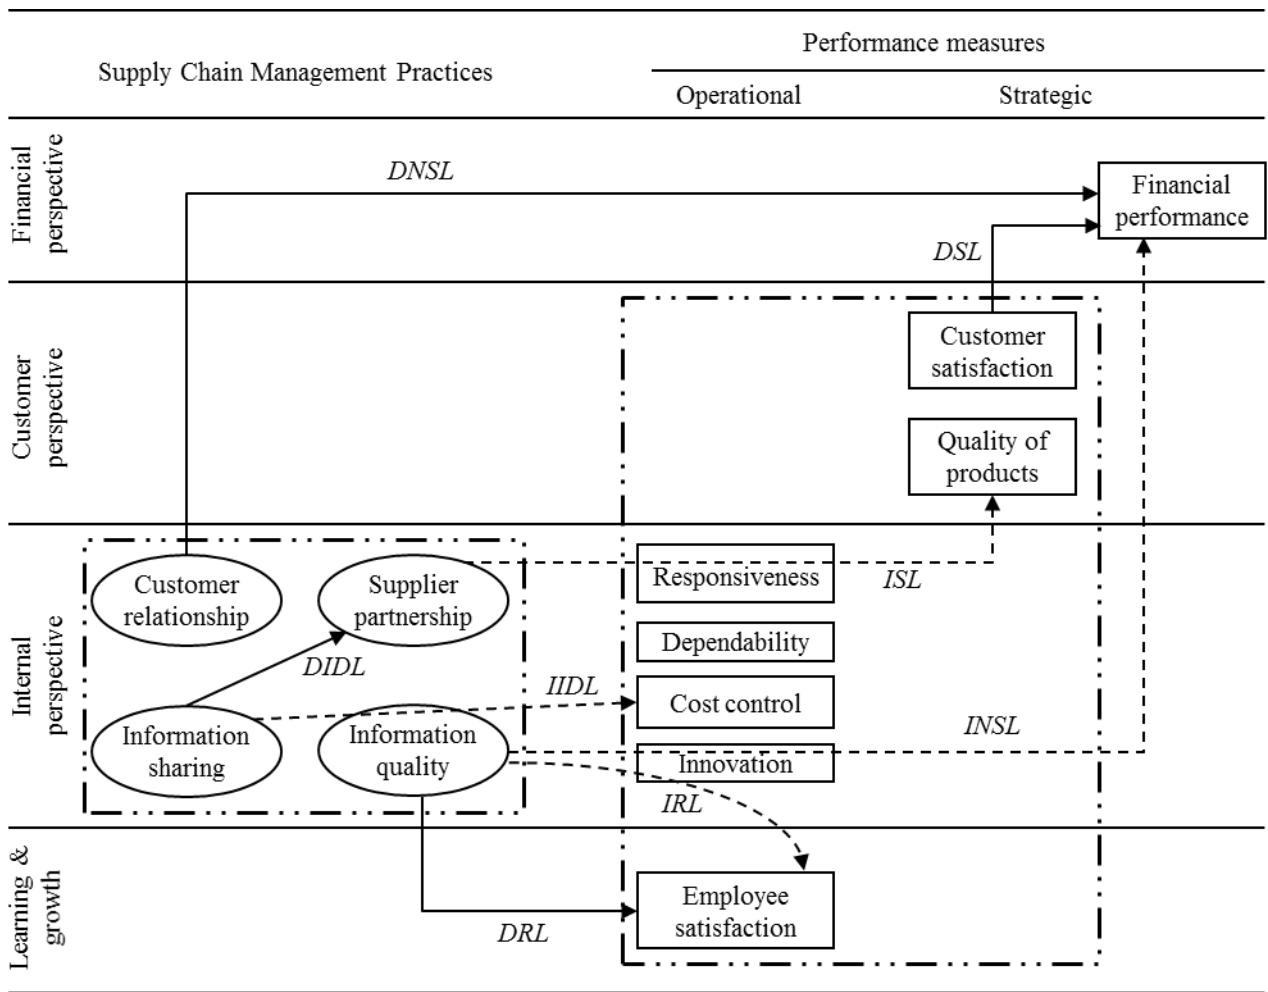 Supply Chain Management Practices
Performance measures
Operational
Strategic
Financial
perspective
DNSL
Financial
performance
DSL
Customer
perspective
Customer
satisfaction
Quality of
products
Internal
perspective
Customer
relationship
Supplier
partnership
Responsiveness
ISL
Dependability
DIDL
IIDL
Cost control
Information
sharing
Information
quality
INSL
Innovation
IRL
Learning &
growth
Employee
satisfaction
DRL